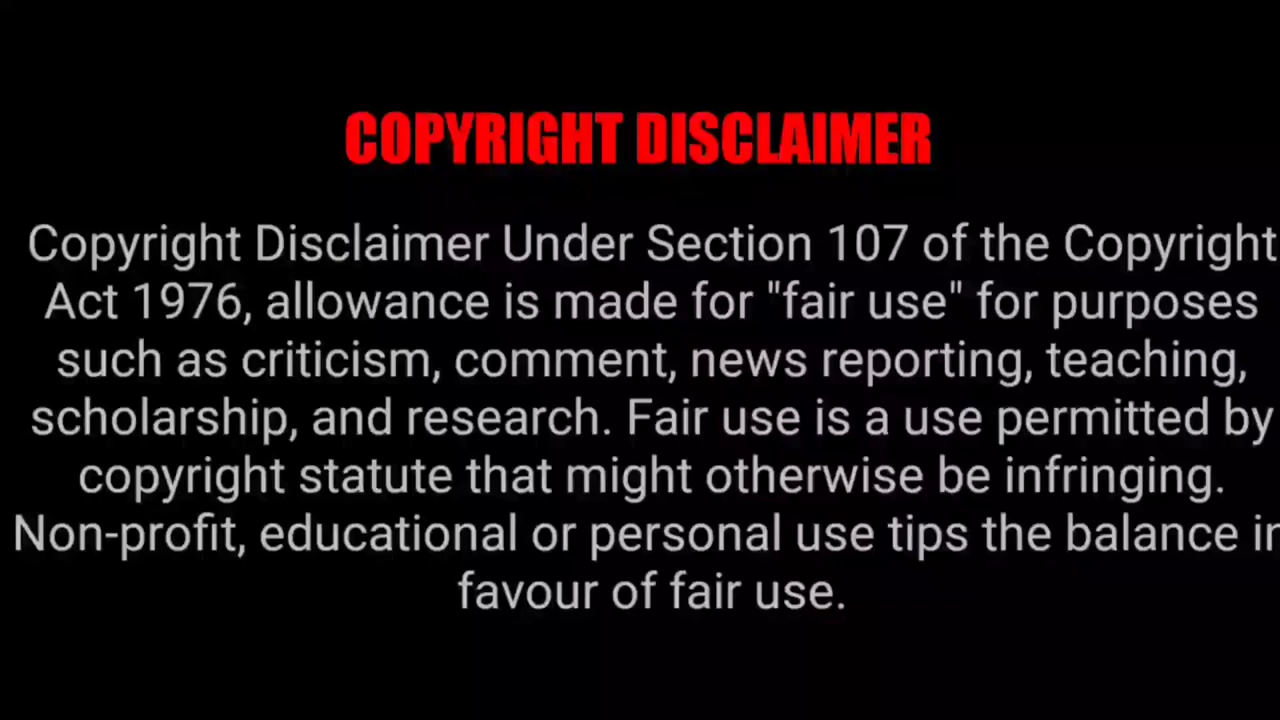 COPYRIGHT DISCLAIMER
Copyright Disclaimer Under Section 107 of the Copyright
Act 1976, allowance is made for "fair use" for purposes
such as criticism, comment, news reporting, teaching,
scholarship, and research. Fair use is a use permitted by
copyright statute that might otherwise be infringing.
Non-profit, educational or personal use tips the balance in
favour of fair use.